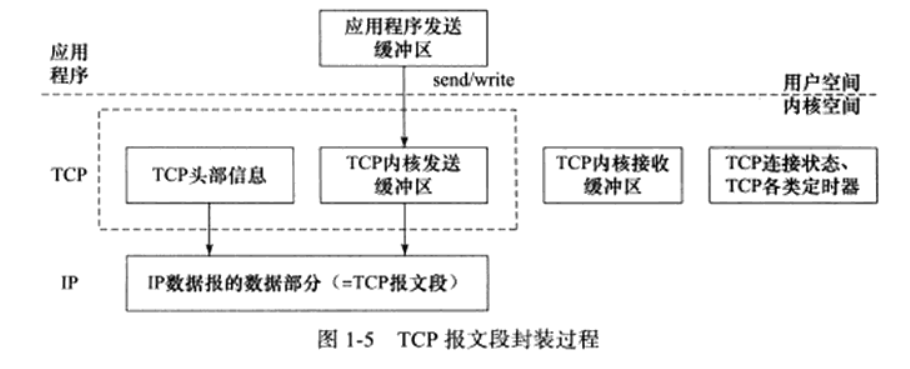 应用程序发送
缓冲区
应用
程序
send/write
用户空间
内核空间
TCP
TCP头部信息
TCP内核发送
缓冲区
TCP内核接收
缓冲区
TCP连接状态、
TCP各类定时器
IP
IP数据报的数据部分（=TCP报文段）
图 1-5 TCP 报文段封装过程